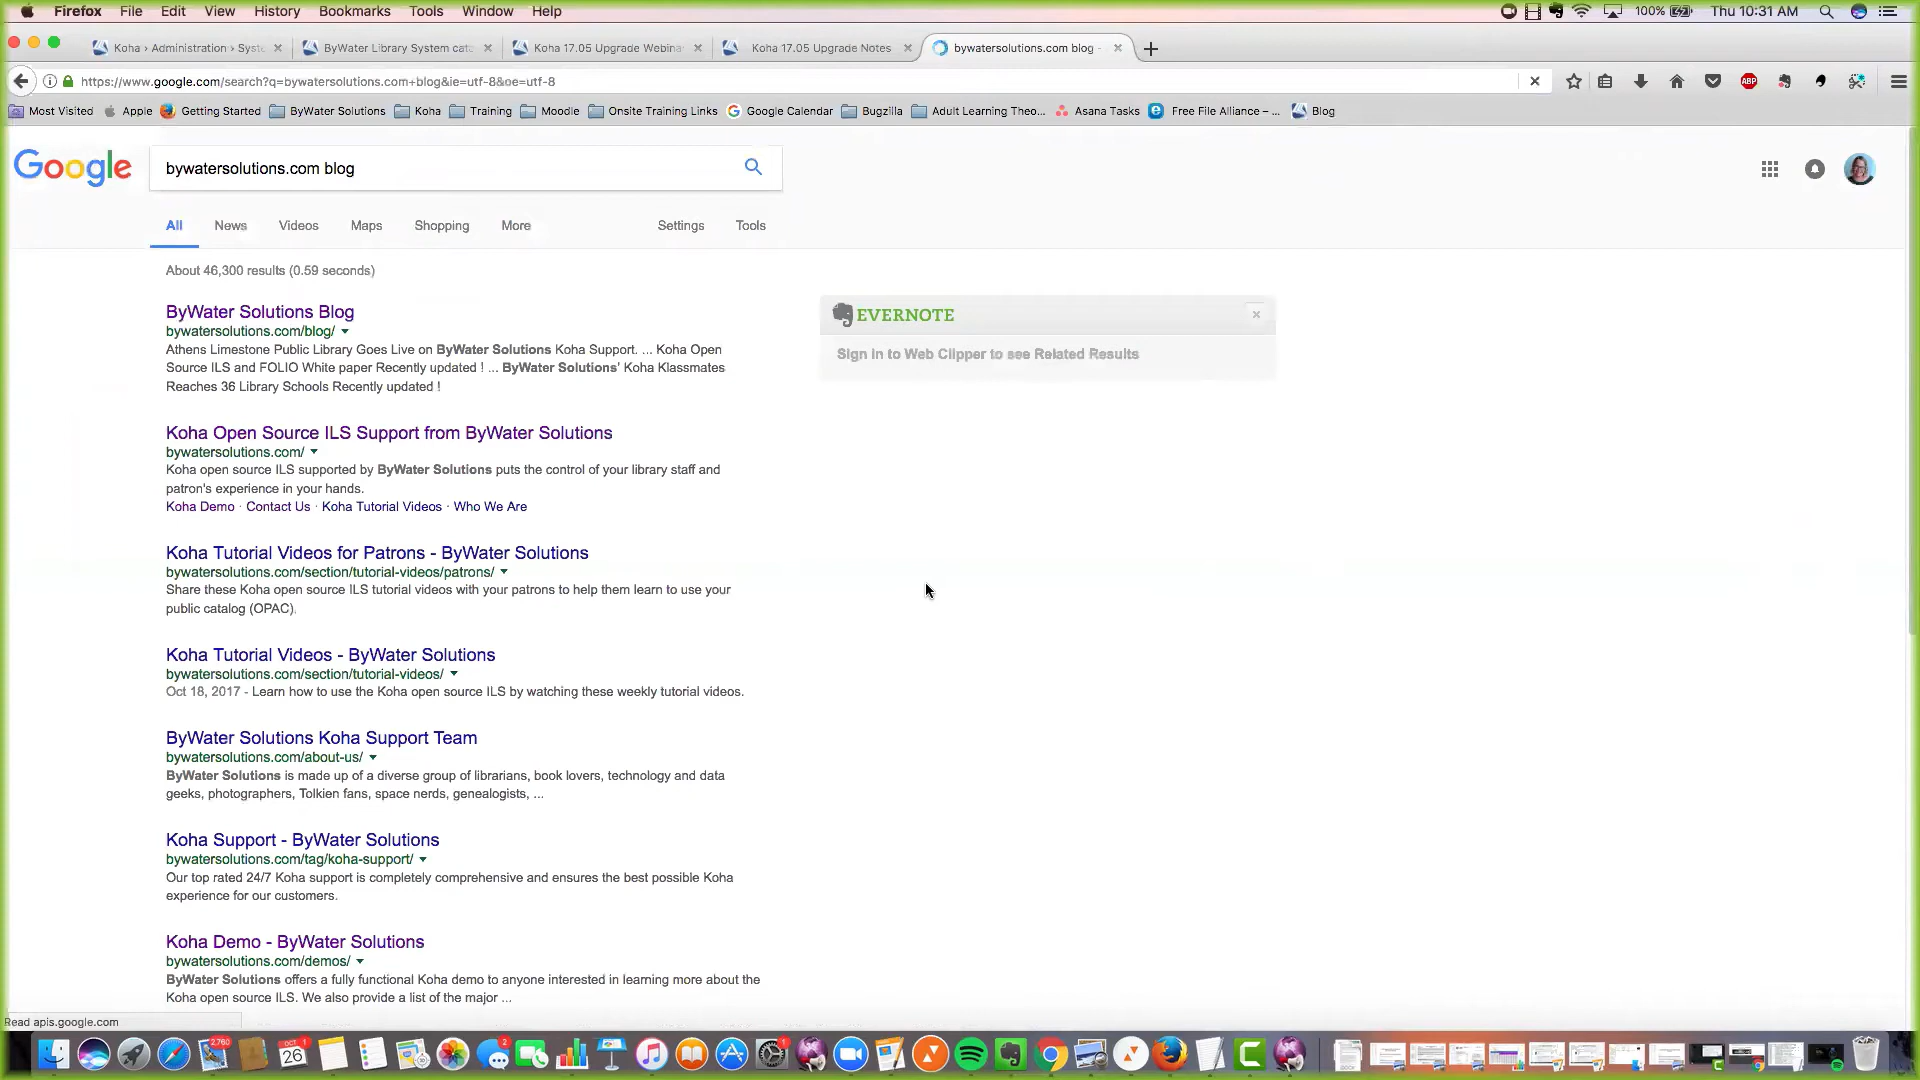 Firefox File Edit View History Bookmarks Tools Window Help 100% Thu 10:31 AM
Koha › Administration › Syste ByWater Library System cata Koha 17.05 Upgrade Webina Koha 17.05 Upgrade Notes bywatersolutions.com blog -
https://www.google.com/search?q=bywatersolutions.com+blog&ie=utf-8&oe=utf-8
Most Visited Apple Getting Started ByWater Solutions Koha Training Moodle Onsite Training Links Google Calendar Bugzilla Adult Learning Theo... Asana Tasks Free File Alliance – ... Blog
ABP
Google bywatersolutions.com blog
All News Videos Maps Shopping More Settings Tools
About 46,300 results (0.59 seconds)
ByWater Solutions Blog
bywatersolutions.com/blog/
Athens Limestone Public Library Goes Live on ByWater Solutions Koha Support. ... Koha Open
Source ILS and FOLIO White paper Recently updated ! ... ByWater Solutions' Koha Klassmates
Reaches 36 Library Schools Recently updated !
EVERNOTE
Sign in to Web Clipper to see Related Results
Koha Open Source ILS Support from ByWater Solutions
bywatersolutions.com/
Koha open source ILS supported by ByWater Solutions puts the control of your library staff and
patron's experience in your hands.
Koha Demo · Contact Us · Koha Tutorial Videos · Who We Are
Koha Tutorial Videos for Patrons - ByWater Solutions
bywatersolutions.com/section/tutorial-videos/patrons/
Share these Koha open source ILS tutorial videos with your patrons to help them learn to use your
public catalog (OPAC).
Koha Tutorial Videos - ByWater Solutions
bywatersolutions.com/section/tutorial-videos/
Oct 18, 2017 - Learn how to use the Koha open source ILS by watching these weekly tutorial videos.
ByWater Solutions Koha Support Team
bywatersolutions.com/about-us/
ByWater Solutions is made up of a diverse group of librarians, book lovers, technology and data
geeks, photographers, Tolkien fans, space nerds, genealogists, ...
Koha Support - ByWater Solutions
bywatersolutions.com/tag/koha-support/
Our top rated 24/7 Koha support is completely comprehensive and ensures the best possible Koha
experience for our customers.
Koha Demo - ByWater Solutions
bywatersolutions.com/demos/
ByWater Solutions offers a fully functional Koha demo to anyone interested in learning more about the
Koha open source ILS. We also provide a list of the major ...
Read apis.google.com
2,760 OCT 26 2 1